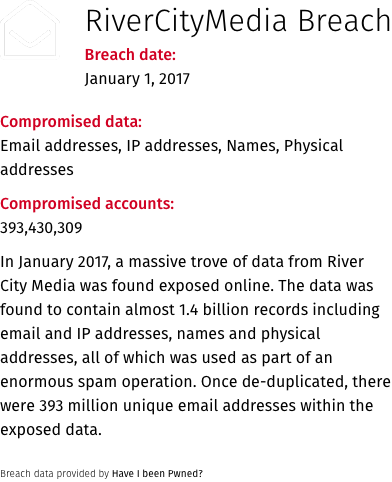 RiverCityMedia Breach
Breach date:
January 1, 2017
Compromised data:
Email addresses, IP addresses, Names, Physical
addresses
Compromised accounts:
393,430,309
In January 2017, a massive trove of data from River
City Media was found exposed online. The data was
found to contain almost 1.4 billion records including
email and IP addresses, names and physical
addresses, all of which was used as part of an
enormous spam operation. Once de-duplicated, there
were 393 million unique email addresses within the
exposed data.
Breach data provided by Have I been Pwned?